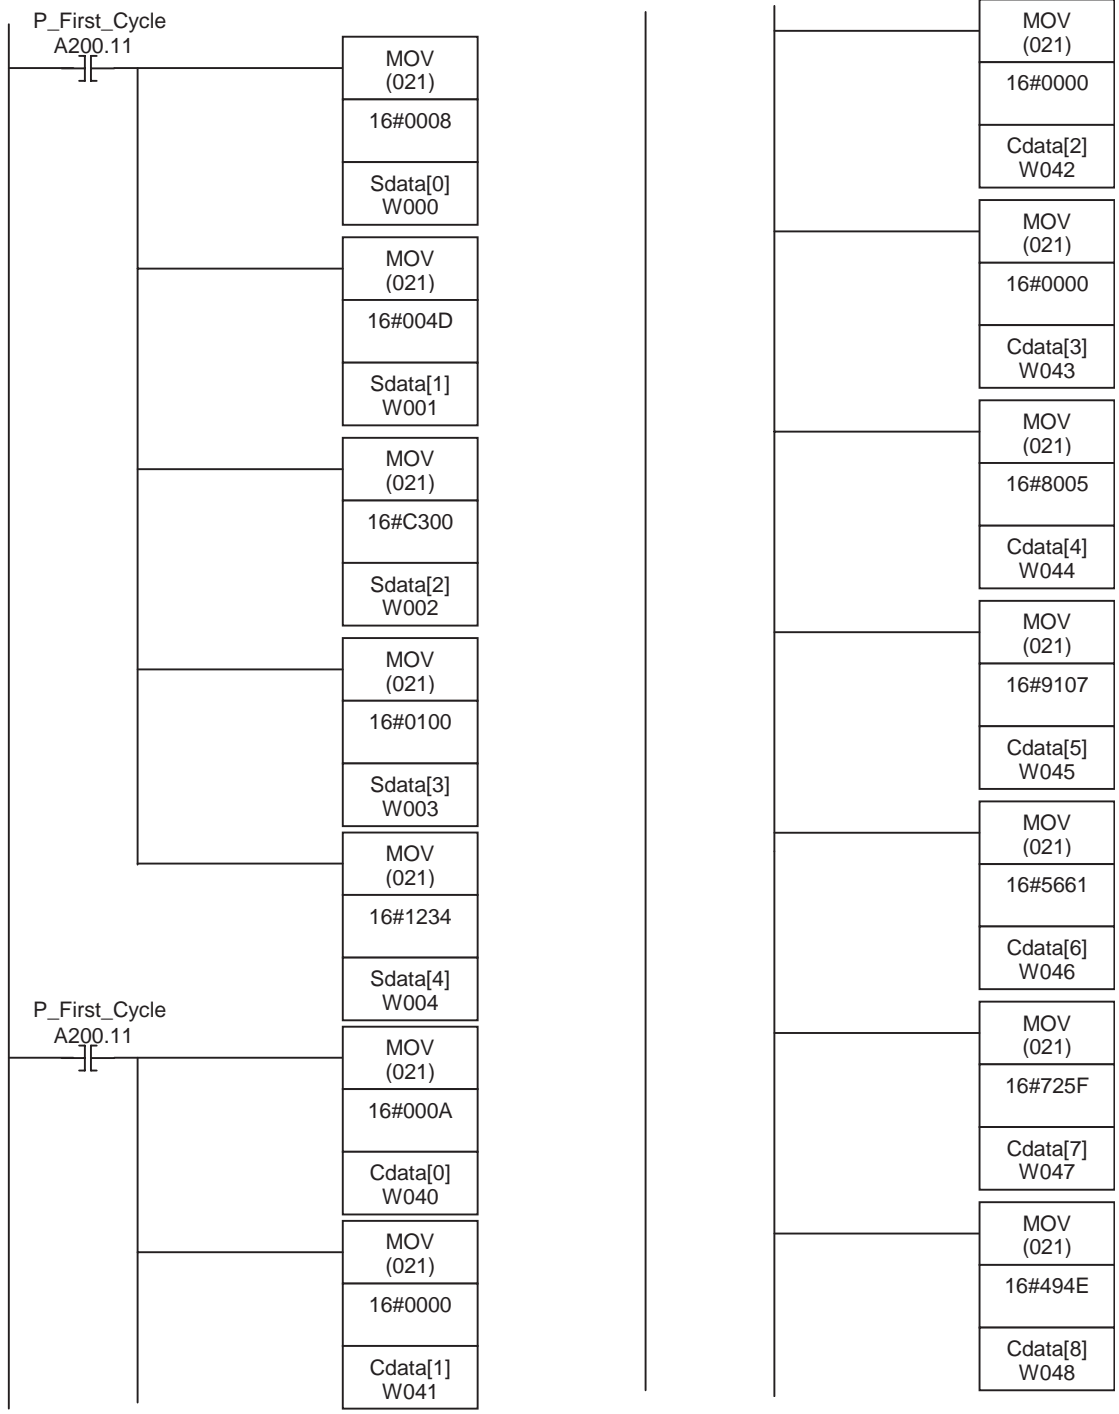 P_First_Cycle
A200.11
MOV
(021)
16#0008
Sdata[0]
W000
MOV
(021)
16#004D
Sdata[1]
W001
MOV
(021)
16#C300
Sdata[2]
W002
MOV
(021)
16#0100
Sdata[3]
W003
MOV
(021)
16#1234
Sdata[4]
W004
P_First_Cycle
A200.11
MOV
(021)
16#000A
Cdata[0]
W040
MOV
(021)
16#0000
Cdata[1]
W041
MOV
(021)
16#0000
Cdata[2]
W042
MOV
(021)
16#0000
Cdata[3]
W043
MOV
(021)
16#8005
Cdata[4]
W044
MOV
(021)
16#9107
Cdata[5]
W045
MOV
(021)
16#5661
Cdata[6]
W046
MOV
(021)
16#725F
Cdata[7]
W047
MOV
(021)
16#494E
Cdata[8]
W048